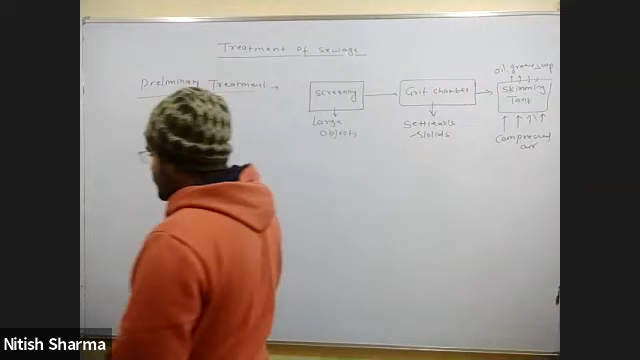 Treatment of sewage
Preliminary Treatment →
Screening
Grit chamber
Skimming
Tank
oil, grease, soap
Large
Objects
Settleable
solids
Compressed
air
Nitish Sharma